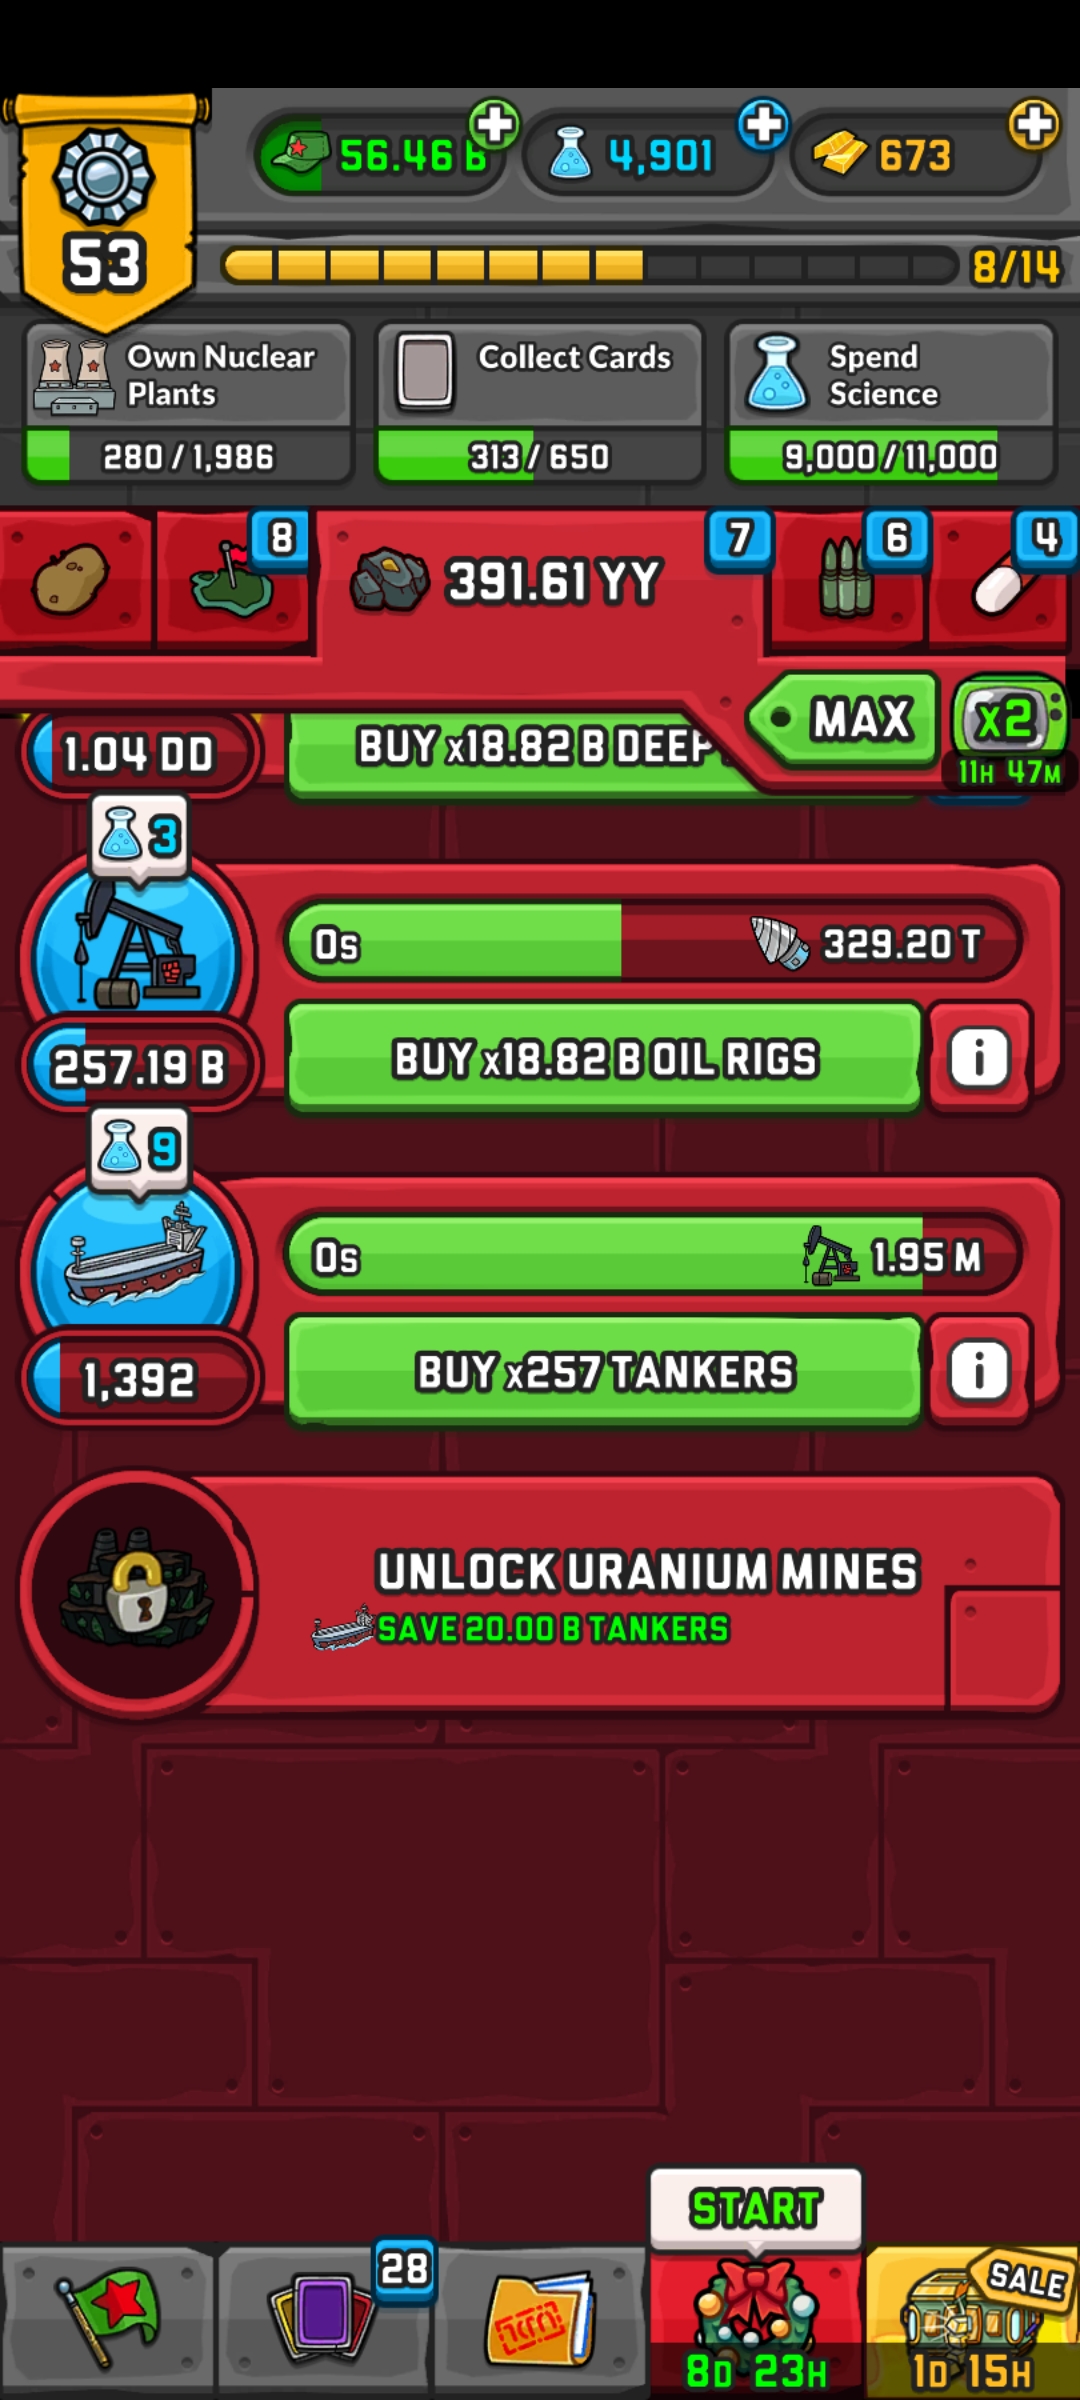 56.46 B
4,901
673
53
8/14
Own Nuclear
Plants
280 / 1,986
Collect Cards
313 / 650
Spend
Science
9,000 / 11,000
8
391.61 YY
7
6
4
MAX
x2
11H 47M
1.04 DD
BUY x18.82 B DEEP
3
0s
329.20 T
257.19 B
BUY x18.82 B OIL RIGS
i
9
0s
1.95 M
1,392
BUY x257 TANKERS
i
UNLOCK URANIUM MINES
SAVE 20.00 B TANKERS
START
28
SALE
8D 23H
1D 15H